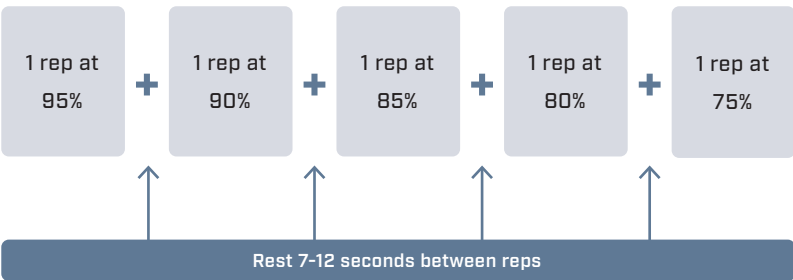 1 rep at
95%
+
1 rep at
90%
+
1 rep at
85%
+
1 rep at
80%
+
1 rep at
75%
Rest 7-12 seconds between reps